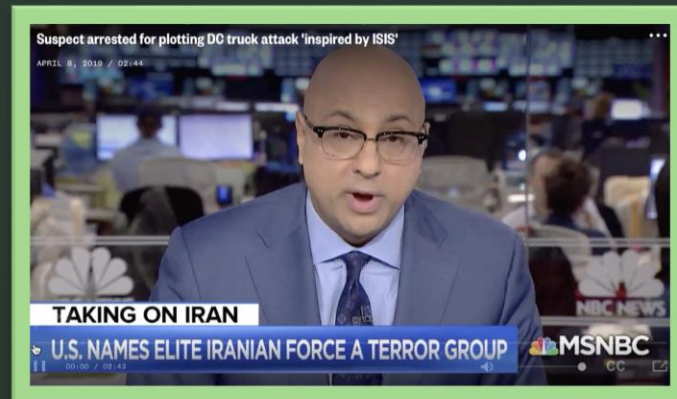 Suspect arrested for plotting DC truck attack 'inspired by ISIS'
APRIL 8, 2019 / 02:44
NBC NEWS
TAKING ON IRAN
U.S. NAMES ELITE IRANIAN FORCE A TERROR GROUP
MSNBC
00:00 / 02:43
CC